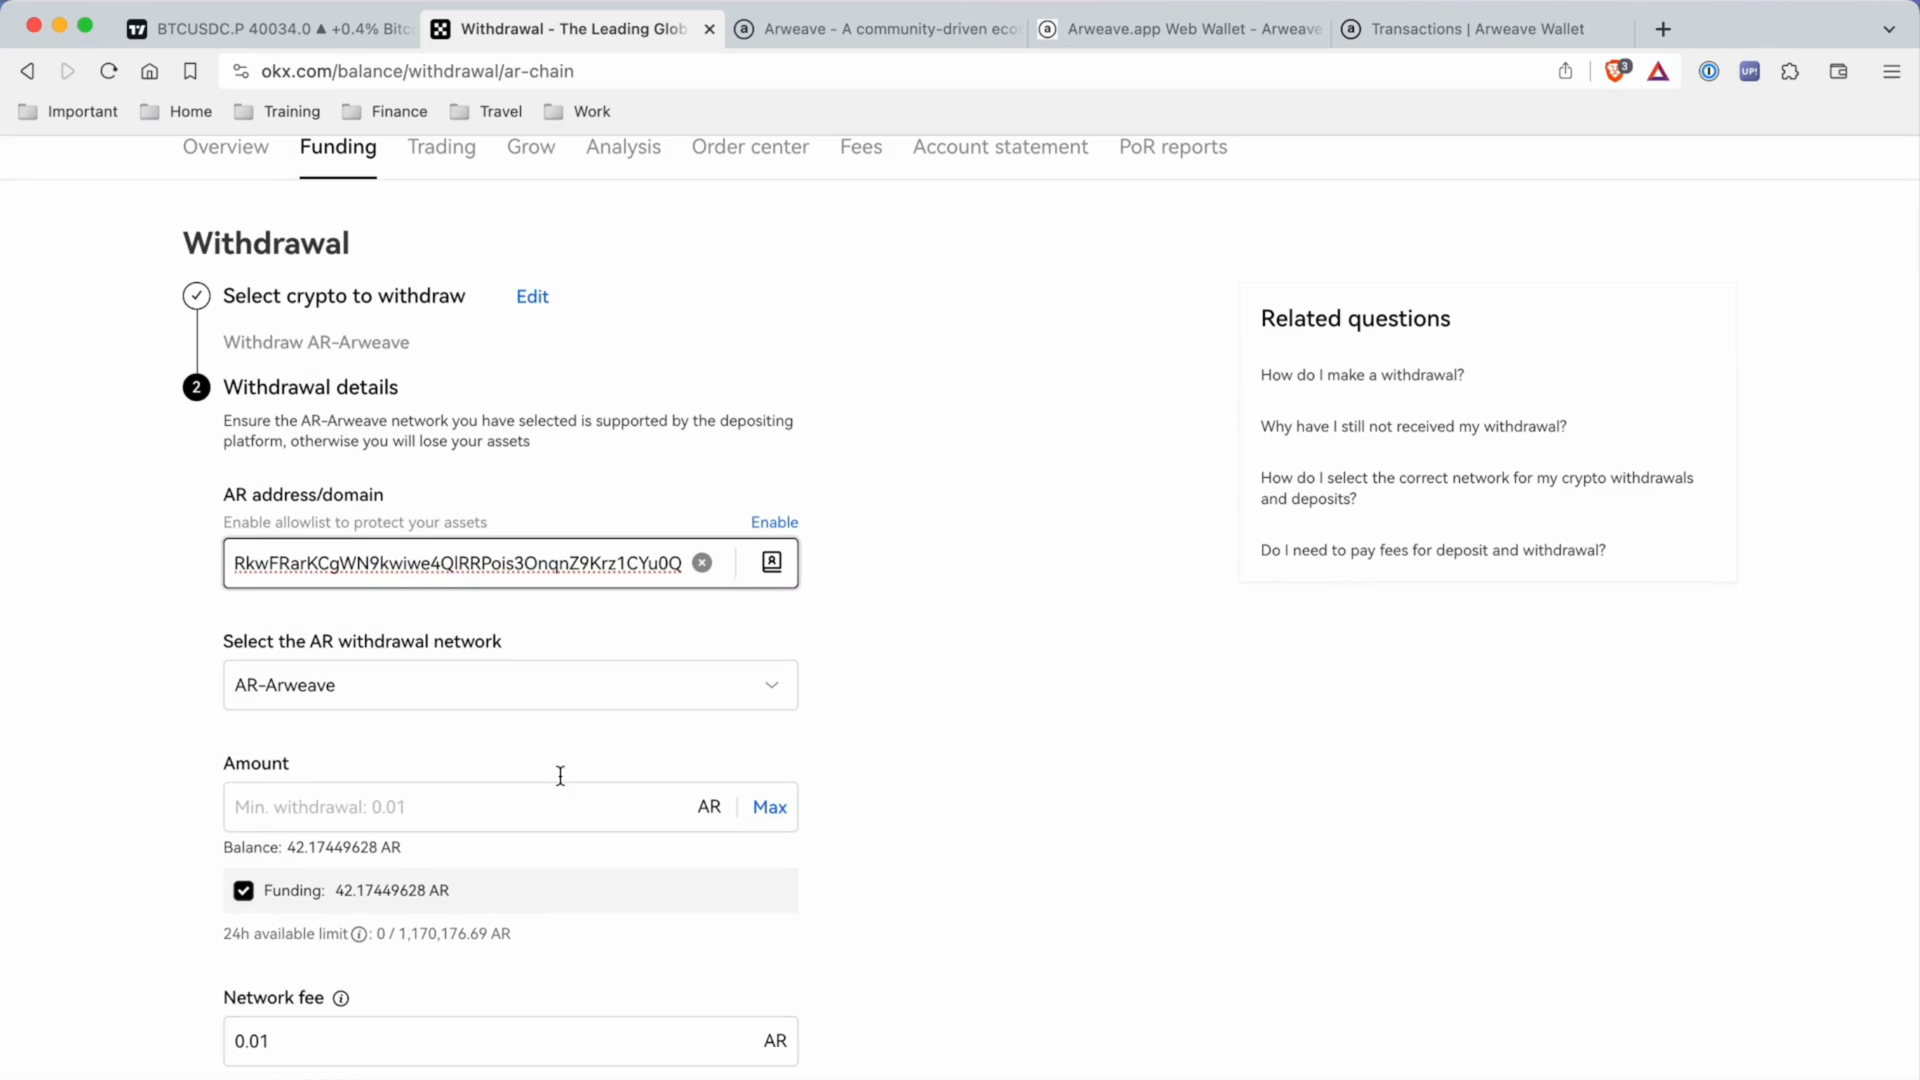 BTCUSDC.P 40034.0 ▲ +0.4% Bitc
Withdrawal - The Leading Glob
Arweave - A community-driven eco
Arweave.app Web Wallet - Arweave
Transactions | Arweave Wallet
okx.com/balance/withdrawal/ar-chain
3
UP!
Important
Home
Training
Finance
Travel
Work
Overview
Funding
Trading
Grow
Analysis
Order center
Fees
Account statement
PoR reports
Withdrawal
Select crypto to withdraw
Edit
Withdraw AR-Arweave
2
Withdrawal details
Ensure the AR-Arweave network you have selected is supported by the depositing
platform, otherwise you will lose your assets
AR address/domain
Enable allowlist to protect your assets
Enable
RkwFRarKCgWN9kwiwe4QlRRPois3OnqnZ9Krz1CYu0Q
Select the AR withdrawal network
AR-Arweave
Amount
Min. withdrawal: 0.01
AR
Max
Balance: 42.17449628 AR
Funding: 42.17449628 AR
24h available limit : 0 / 1,170,176.69 AR
Network fee
0.01
AR
Related questions
How do I make a withdrawal?
Why have I still not received my withdrawal?
How do I select the correct network for my crypto withdrawals
and deposits?
Do I need to pay fees for deposit and withdrawal?